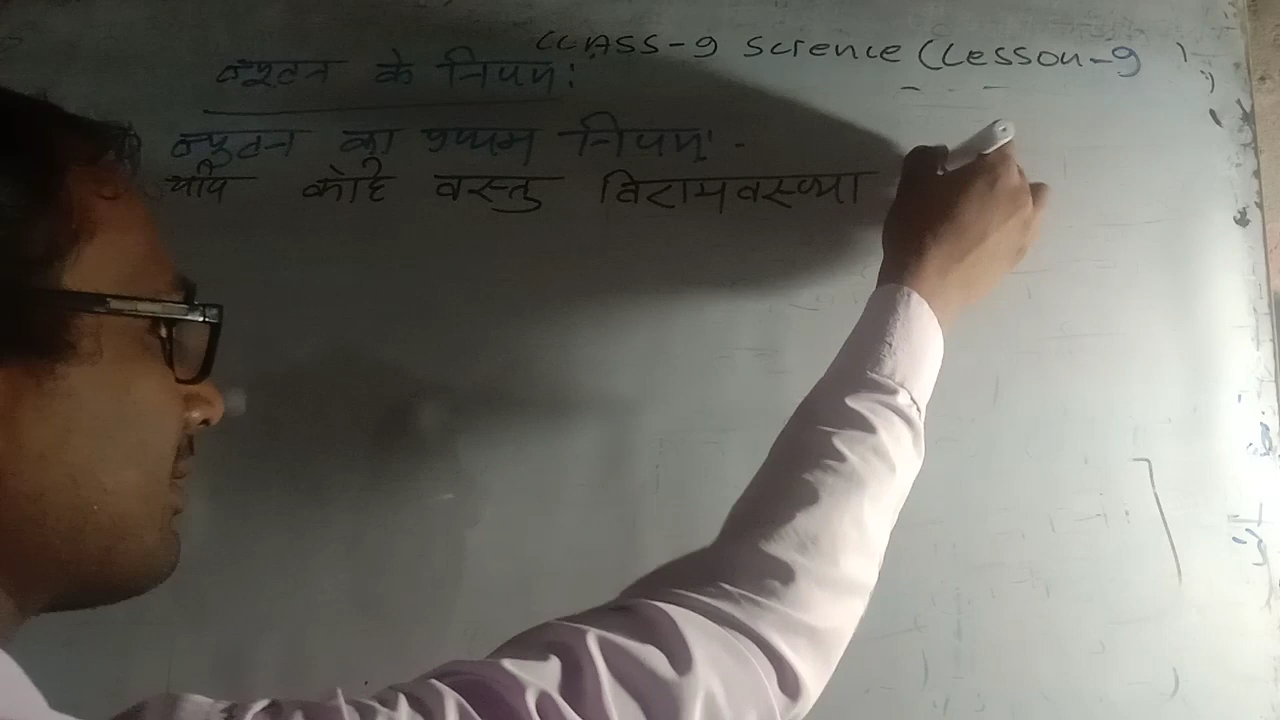 CLASS-9 Science (Lesson-9 )
न्यूटन के नियम:
न्युटन का प्रथम नियम:-
यदि कोई वस्तु विरामवस्था